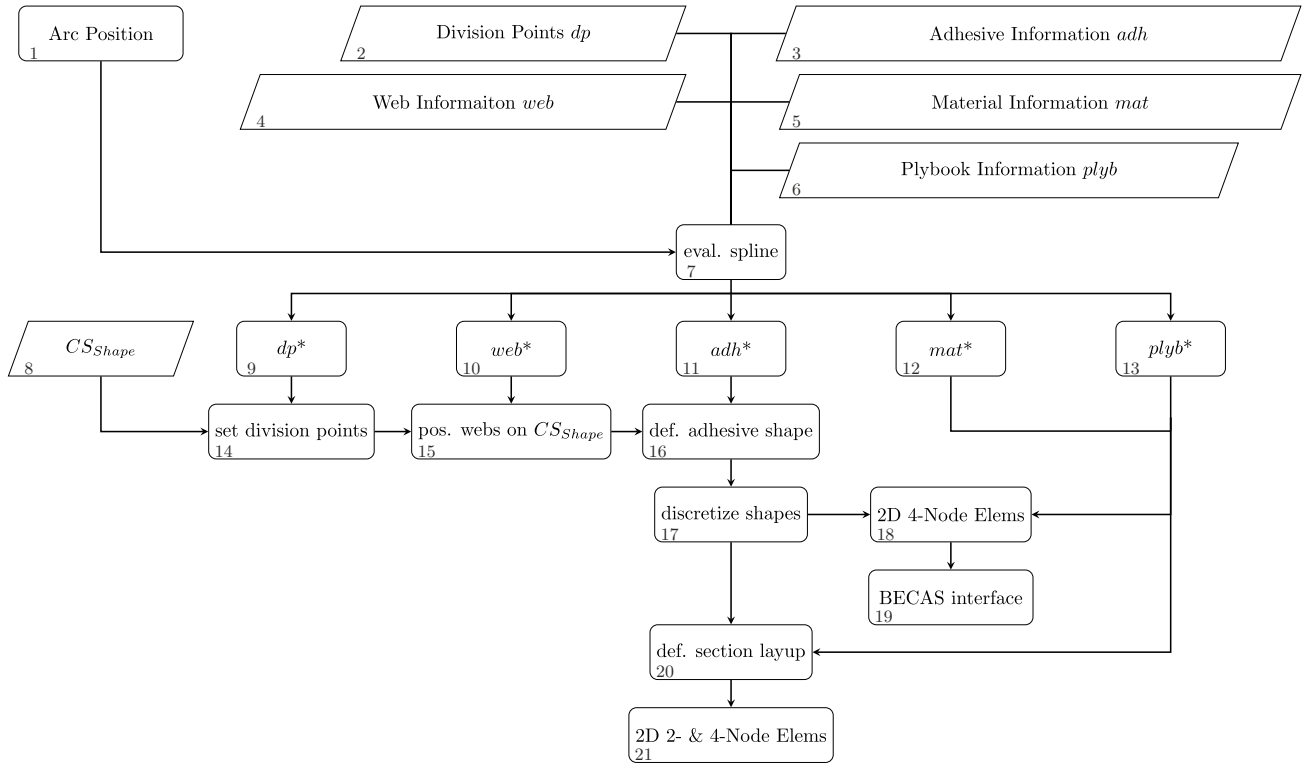 Arc Position
1
Division Points dp
2
Adhesive Information adh
3
Web Informaiton web
4
Material Information mat
5
Plybook Information plyb
6
eval. spline
7
CS_Shape
8
dp*
9
web*
10
adh*
11
mat*
12
plyb*
13
set division points
14
pos. webs on CS_Shape
15
def. adhesive shape
16
discretize shapes
17
2D 4-Node Elems
18
BECAS interface
19
def. section layup
20
2D 2- & 4-Node Elems
21